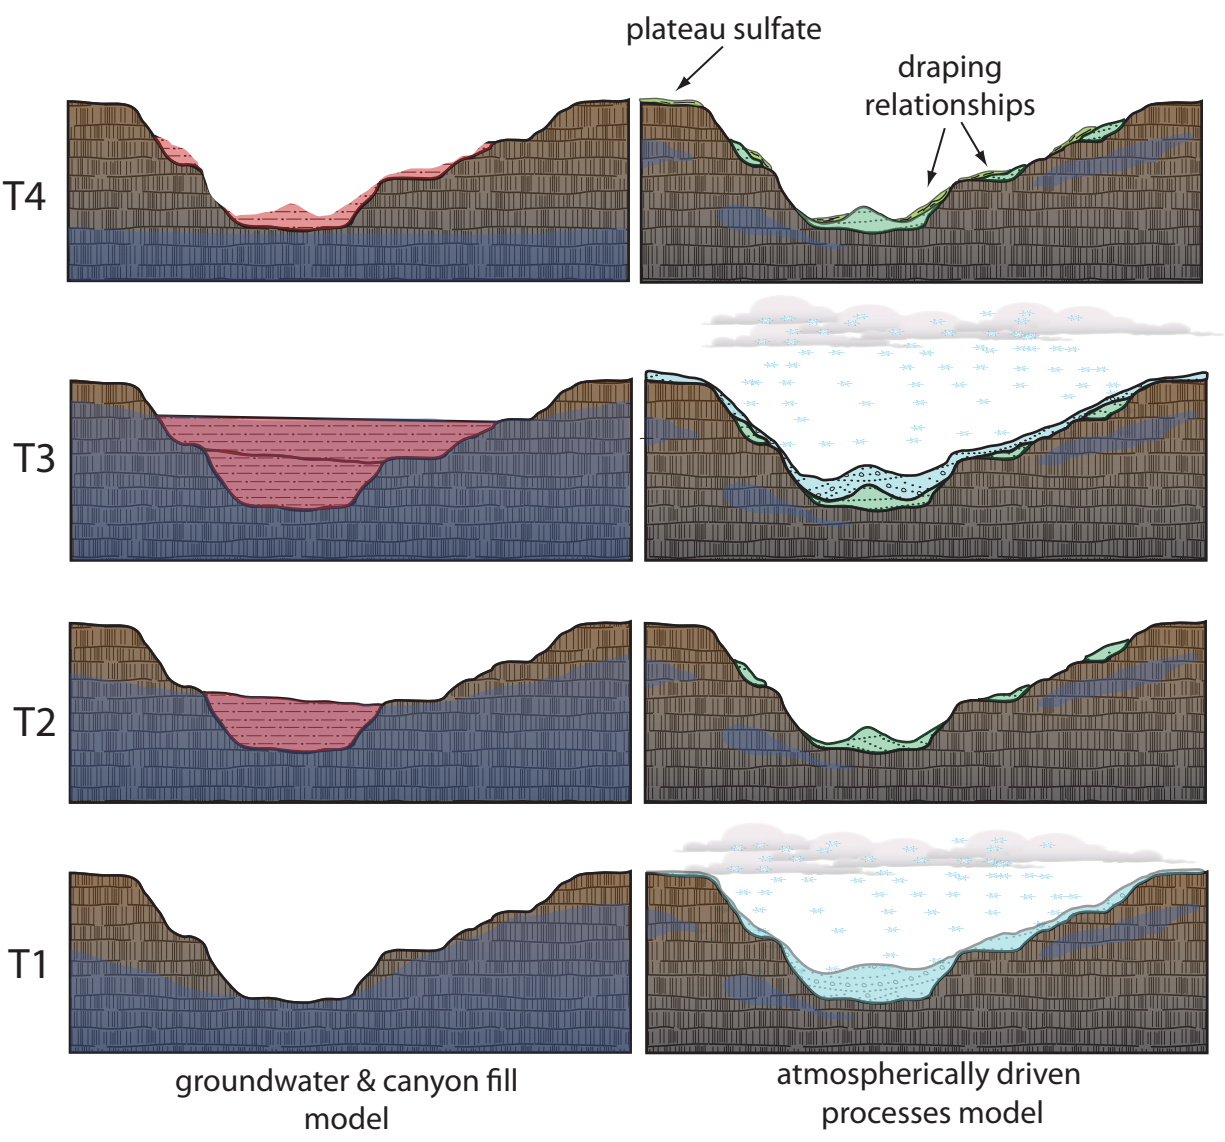 plateau sulfate
draping
relationships
T4
T3
T2
T1
groundwater & canyon fill
model
atmospherically driven
processes model